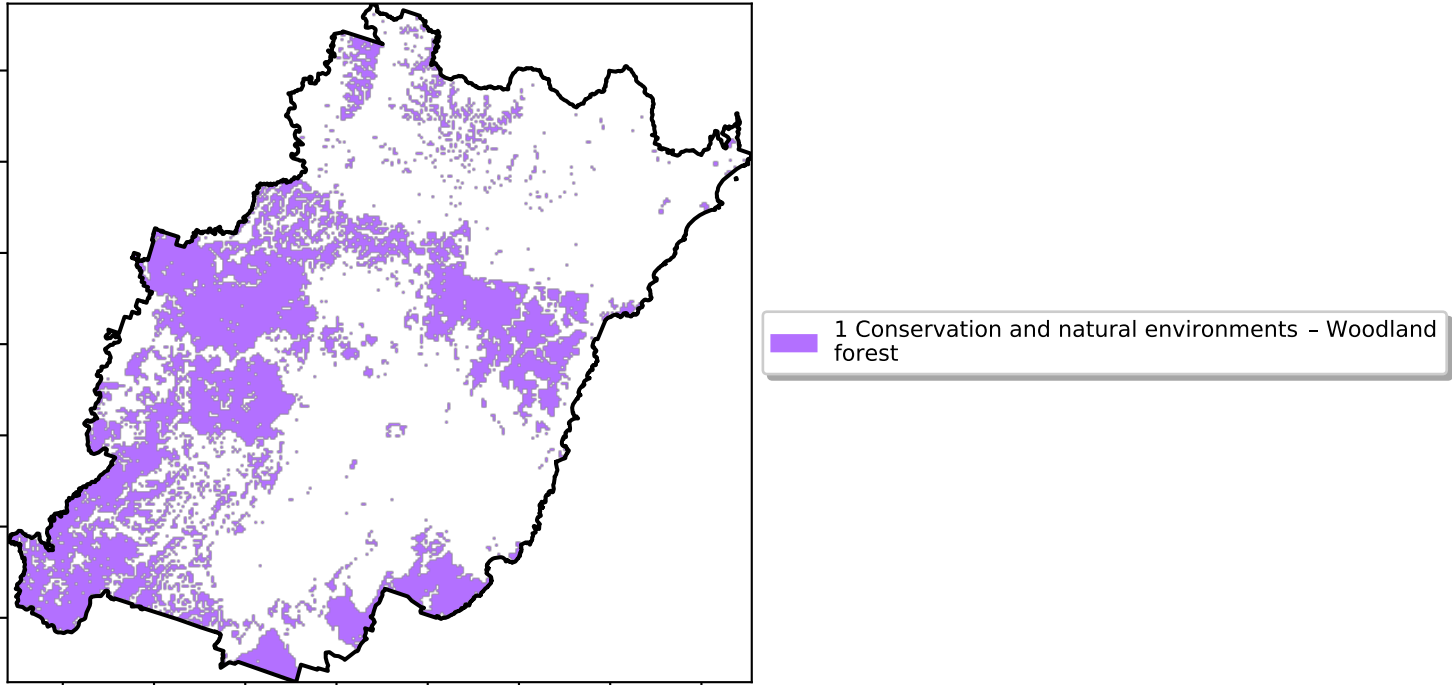 1 Conservation and natural environments – Woodland
forest